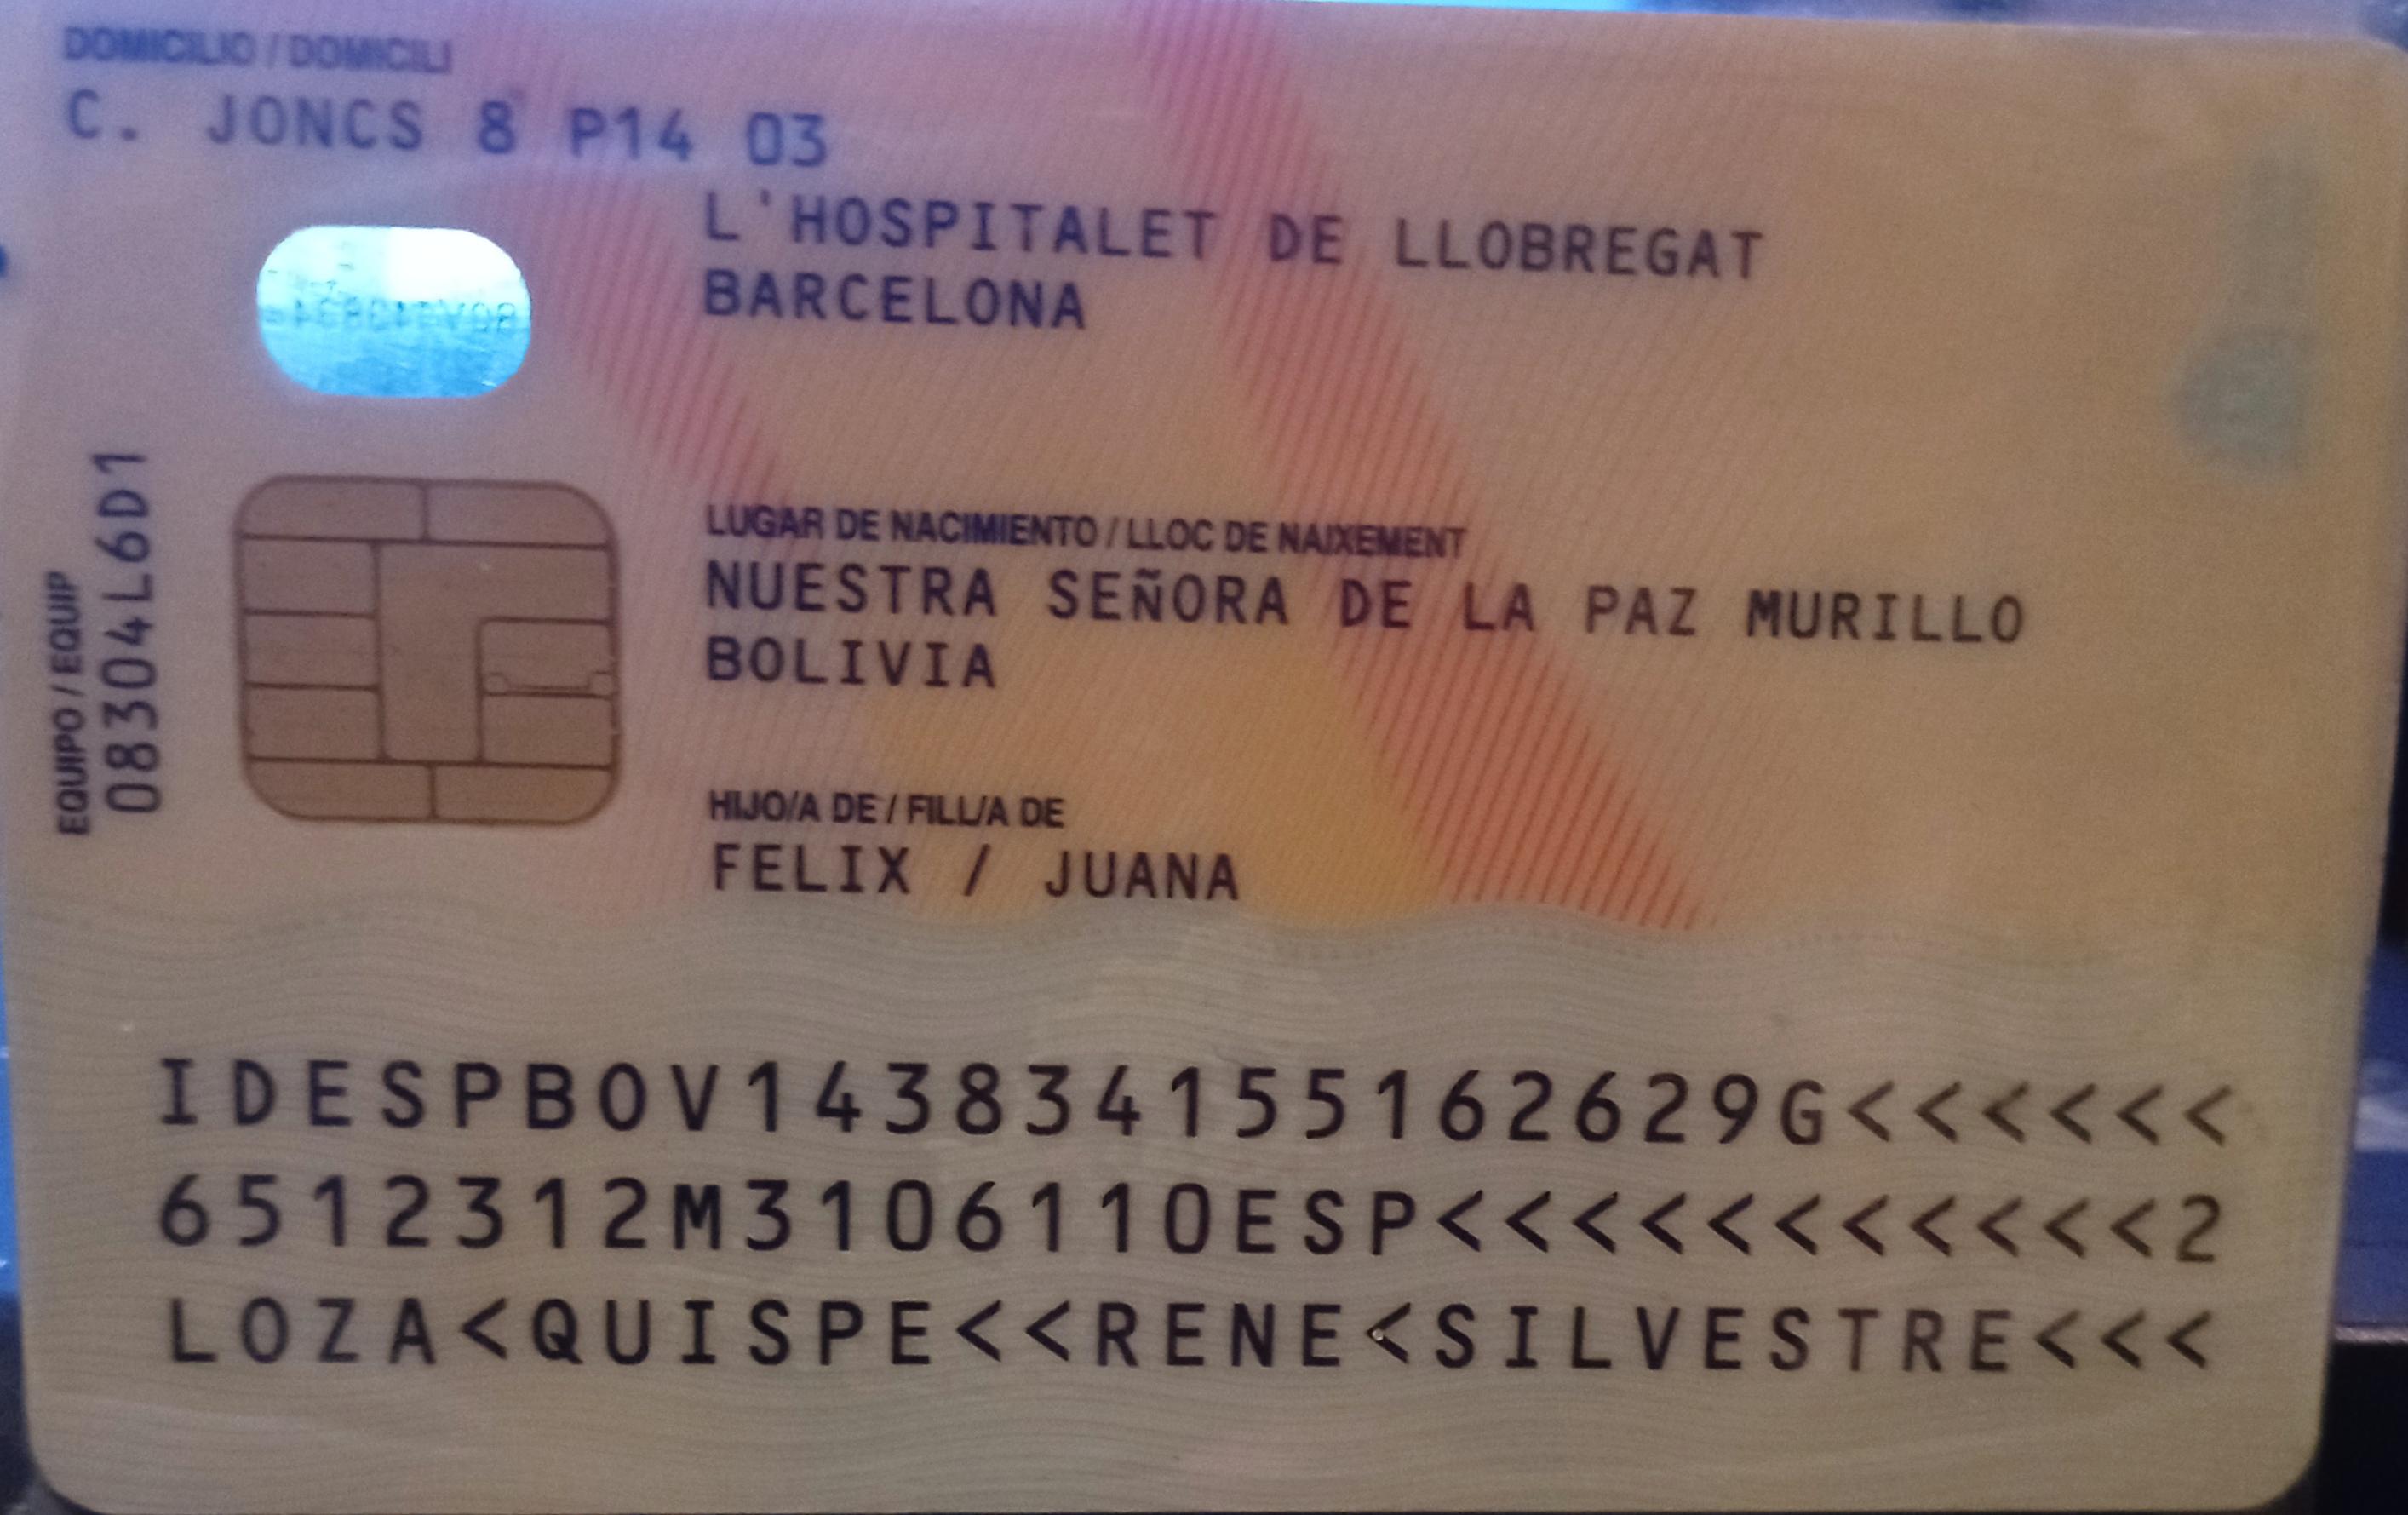 DOMICILIO / DOMICILI
C. JONCS 8 P14 03
L'HOSPITALET DE LLOBREGAT
BARCELONA
EQUIPO / EQUIP
08304L6D1
LUGAR DE NACIMIENTO / LLOC DE NAIXEMENT
NUESTRA SEÑORA DE LA PAZ MURILLO
BOLIVIA
HIJO/A DE / FILL/A DE
FELIX / JUANA
IDESPBOV143834155162629G<<<<<<
6512312M3106110ESP<<<<<<<<<<<2
LOZA<QUISPE<<RENE<SILVESTRE<<<